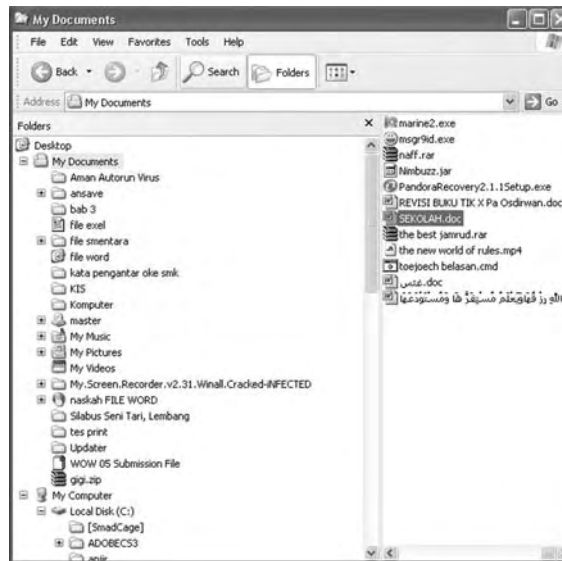 My Documents
File Edit View Favorites Tools Help
Back Search Folders
Address My Documents Go
Folders
Desktop
My Documents
Aman Autorun Virus
ansave
bab 3
file exel
file smentara
file word
kata pengantar oke smk
KIS
Komputer
master
My Music
My Pictures
My Videos
My.Screen.Recorder.v2.31.Winall.Cracked-iNFECTED
naskah FILE WORD
Silabus Seni Tari, Lembang
tes print
Updater
WOW 05 Submission File
gigi.zip
My Computer
Local Disk (C:)
[SmadCage]
ADOBECS3
marine2.exe
msgr9id.exe
naff.rar
Nimbuzz.jar
PandoraRecovery2.1.1Setup.exe
REVISI BUKU TIK X Pa Osdirwan.doc
SEKOLAH.doc
the best jamrud.rar
the new world of rules.mp4
toejoech belasan.cmd
.doc